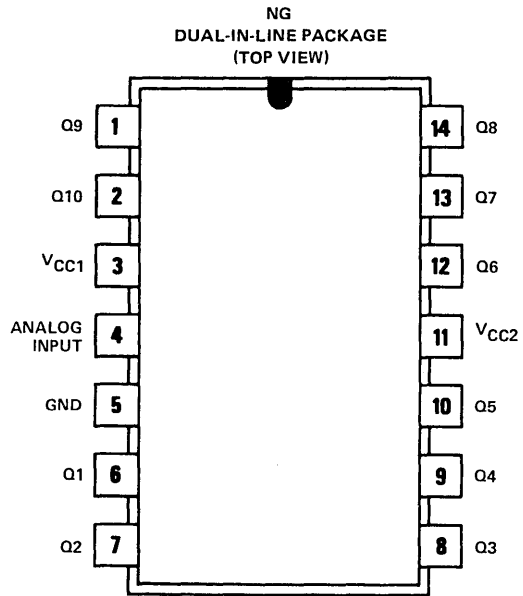 NG
DUAL-IN-LINE PACKAGE
(TOP VIEW)
Q9 1
14 Q8
Q10 2
13 Q7
VCC1 3
12 Q6
ANALOG
INPUT 4
11 VCC2
GND 5
10 Q5
Q1 6
9 Q4
Q2 7
8 Q3